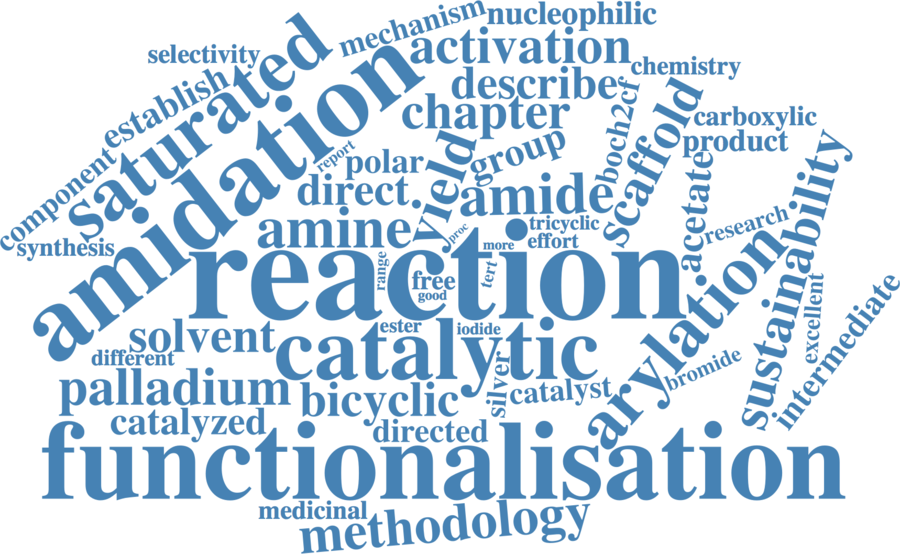 mechanism
nucleophilic
selectivity
saturated
activation
chemistry
establish
amidation
describe
boch2cf
scaffold
chapter
carboxylic
product
component
report
polar
yield
group
synthesis
direct
amide
acetate
sustainability
amine
proc
tricyclic
research
more
effort
reaction
range
free
good
tert
arylation
excellent
intermediate
solvent
ester
iodide
different
catalytic
bromide
palladium
bicyclic
silver
catalyst
catalyzed
directed
functionalisation
medicinal
methodology